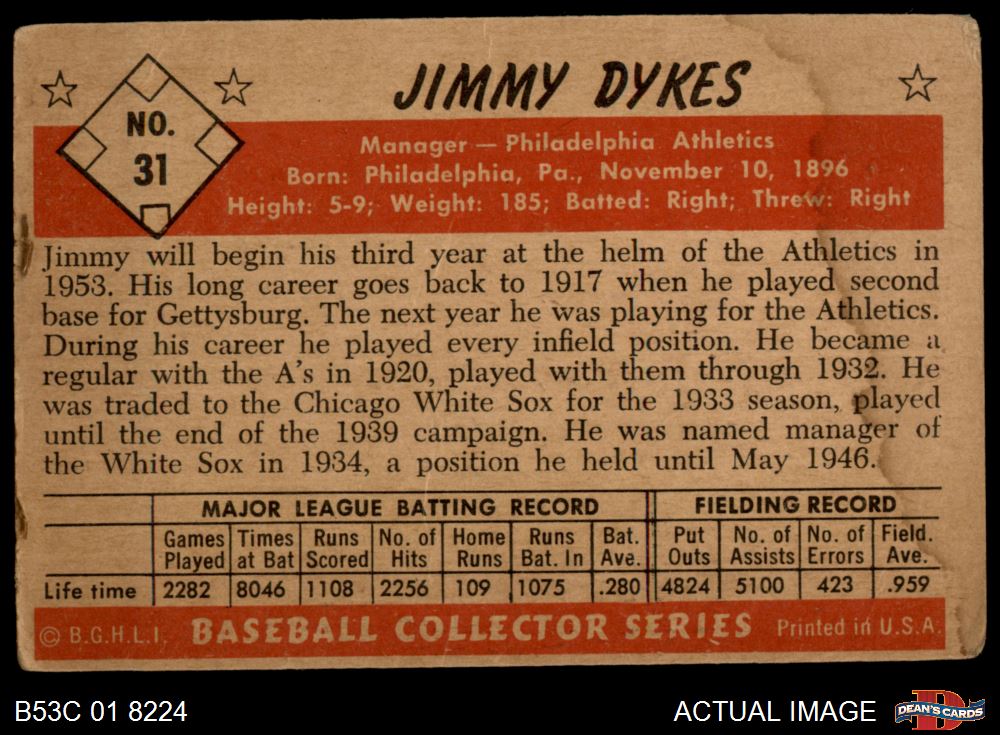 NO.
31
JIMMY DYKES
Manager — Philadelphia Athletics
Born: Philadelphia, Pa., November 10, 1896
Height: 5-9; Weight: 185; Batted: Right; Threw: Right
Jimmy will begin his third year at the helm of the Athletics in
1953. His long career goes back to 1917 when he played second
base for Gettysburg. The next year he was playing for the Athletics.
During his career he played every infield position. He became a
regular with the A's in 1920, played with them through 1932. He
was traded to the Chicago White Sox for the 1933 season, played
until the end of the 1939 campaign. He was named manager of
the White Sox in 1934, a position he held until May 1946.
MAJOR LEAGUE BATTING RECORD FIELDING RECORD
Games Times Runs No. of Home Runs Bat. Put No. of No. of Field.
Played at Bat Scored Hits Runs Bat. In Ave. Outs Assists Errors Ave.
Life time 2282 8046 1108 2256 109 1075 .280 4824 5100 423 .959
© B.G.H.L.I. BASEBALL COLLECTOR SERIES Printed in U.S.A.
B53C 01 8224 ACTUAL IMAGE DEAN'S CARDS